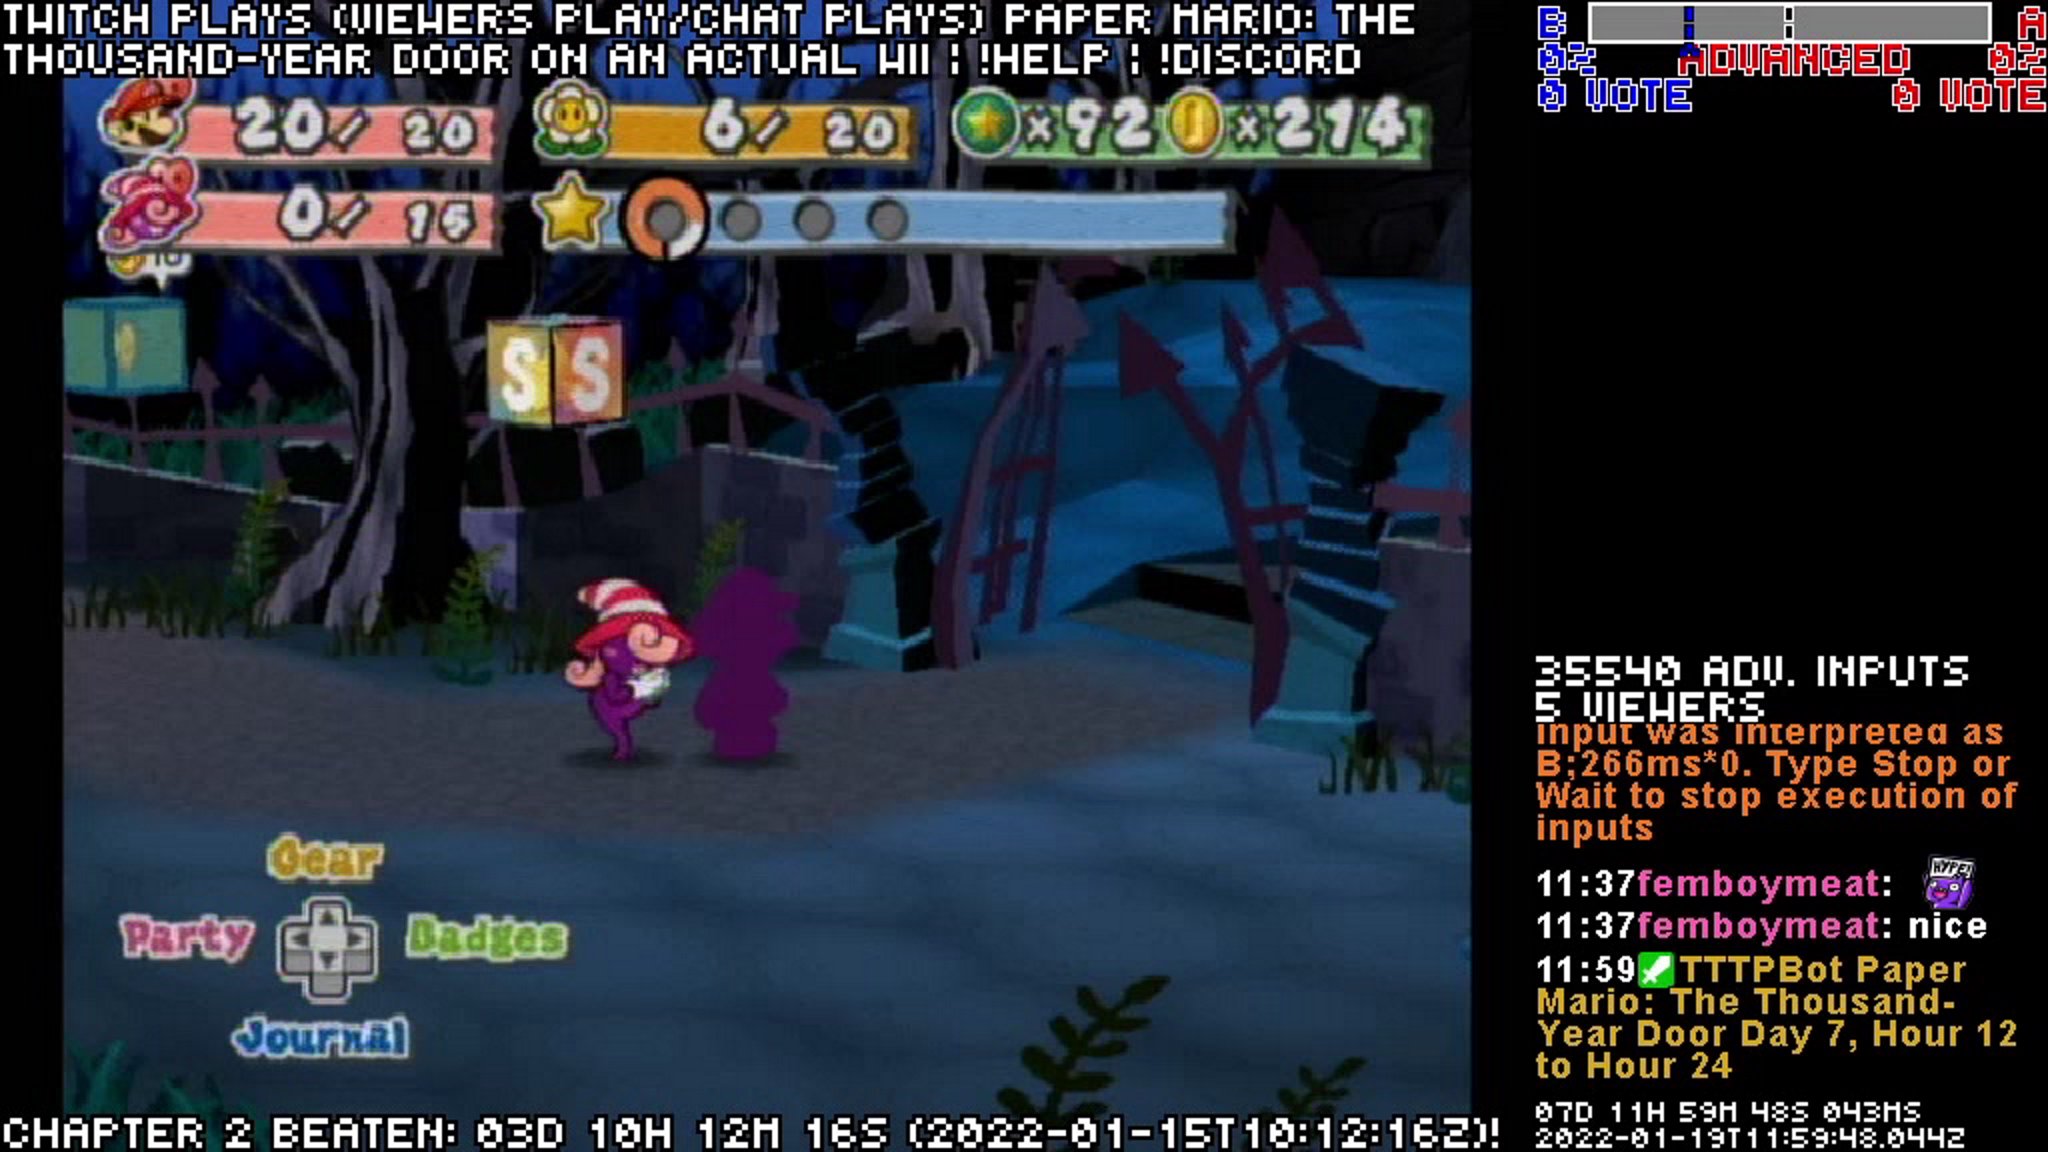 TWITCH PLAYS (VIEWERS PLAY/CHAT PLAYS) PAPER MARIO: THE
THOUSAND-YEAR DOOR ON AN ACTUAL WII ¦ !HELP ¦ !DISCORD
B A
0% ADVANCED 0%
0 VOTE 0 VOTE
20/ 20
6/ 20
×92 ×214
0/ 15
S S
Gear
Party
Badges
Journal
35540 ADV. INPUTS
5 VIEWERS
input was interpreted as
B;266ms*0. Type Stop or
Wait to stop execution of
inputs
11:37femboymeat: HYPE!
11:37femboymeat: nice
11:59 TTTPBot Paper
Mario: The Thousand-
Year Door Day 7, Hour 12
to Hour 24
07D 11H 59M 48S 043MS
2022-01-19T11:59:48.044Z
CHAPTER 2 BEATEN: 03D 10H 12M 16S (2022-01-15T10:12:16Z)!